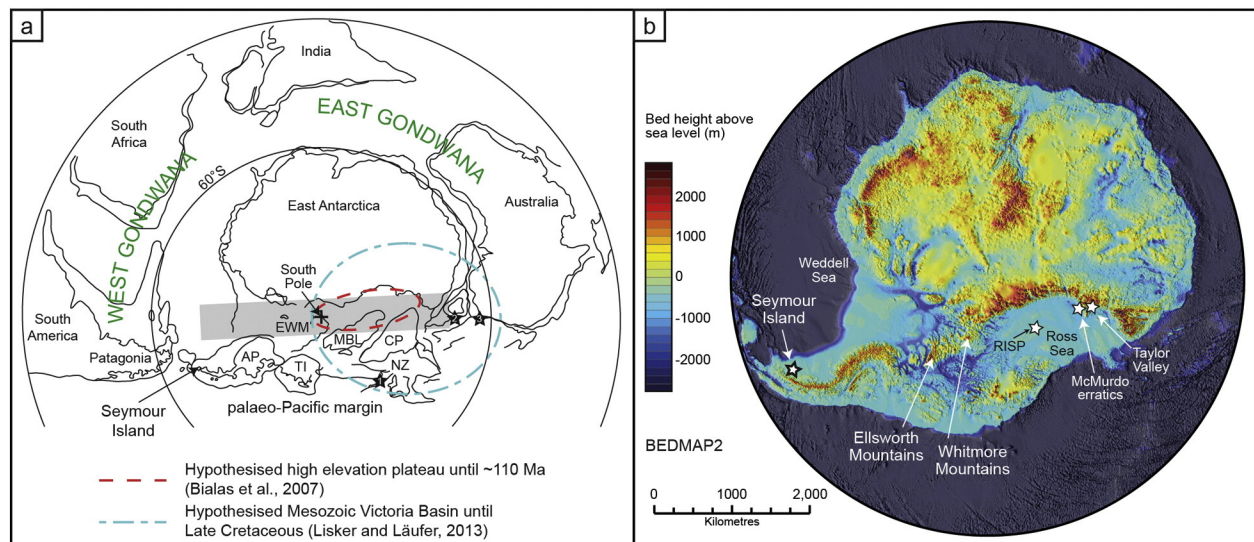 a
India
EAST GONDWANA
South
Africa
WEST GONDWANA
60°S
East Antarctica
Australia
South
Pole
EWM
MBL
CP
South
America
Patagonia
AP
TI
NZ
1
Seymour
Island
palaeo-Pacific margin
Hypothesised high elevation plateau until ~110 Ma
(Bialas et al., 2007)
Hypothesised Mesozoic Victoria Basin until
Late Cretaceous (Lisker and Läufer, 2013)
b
Bed height above
sea level (m)
2000
1000
0
-1000
-2000
Weddell
Sea
Seymour
Island
RISP
Ross
Sea
Taylor
Valley
McMurdo
erratics
Ellsworth
Mountains
Whitmore
Mountains
BEDMAP2
0 1000 2,000
Kilometres